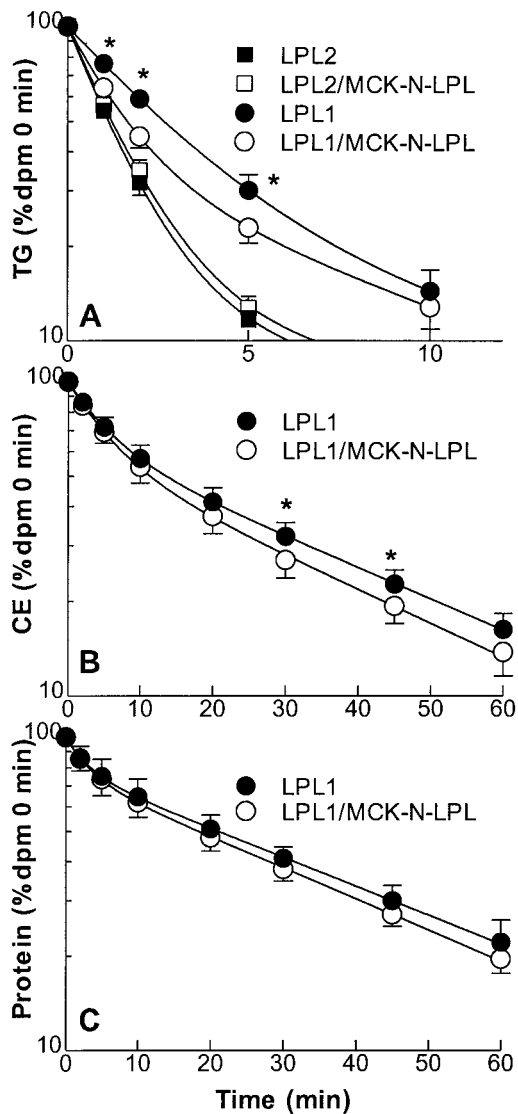 100
TG (% dpm 0 min)
10
* * *
LPL2
LPL2/MCK-N-LPL
LPL1
LPL1/MCK-N-LPL
A
0 5 10
100
CE (% dpm 0 min)
10
LPL1
LPL1/MCK-N-LPL
* *
B
0 10 20 30 40 50 60
100
Protein (% dpm 0 min)
10
LPL1
LPL1/MCK-N-LPL
C
0 10 20 30 40 50 60
Time (min)